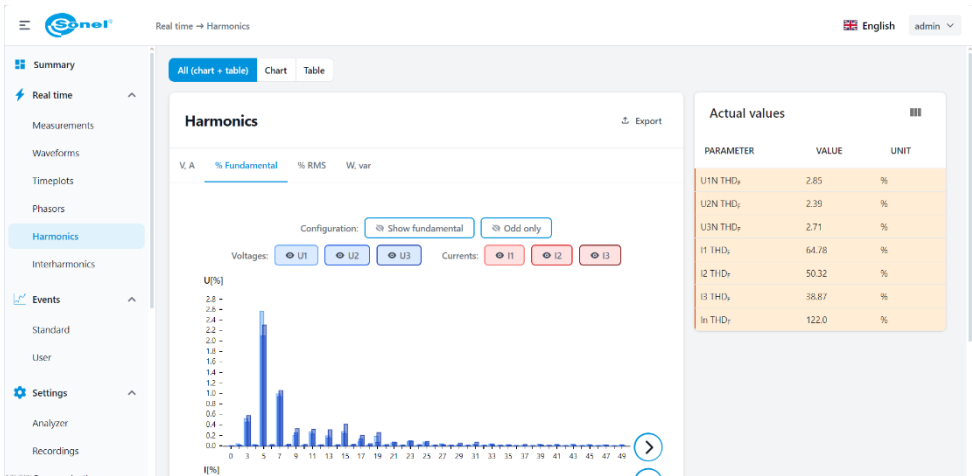 Sonel®
Real time → Harmonics
English
admin
Summary
Real time
Measurements
Waveforms
Timeplots
Phasors
Harmonics
Interharmonics
Events
Standard
User
Settings
Analyzer
Recordings
All (chart + table) Chart Table
Harmonics
Export
V, A % Fundamental % RMS W, var
Configuration: Show fundamental Odd only
Voltages: U1 U2 U3 Currents: I1 I2 I3
U[%]
2.8
2.6
2.4
2.2
2.0
1.8
1.6
1.4
1.2
1.0
0.8
0.6
0.4
0.2
0.0
0 3 5 7 9 11 13 15 17 19 21 23 25 27 29 31 33 35 37 39 41 43 45 47 49
I[%]
Actual values
PARAMETER VALUE UNIT
U1N THDF 2.85 %
U2N THDF 2.39 %
U3N THDF 2.71 %
I1 THDF 64.78 %
I2 THDF 50.32 %
I3 THDF 38.87 %
In THDF 122.0 %